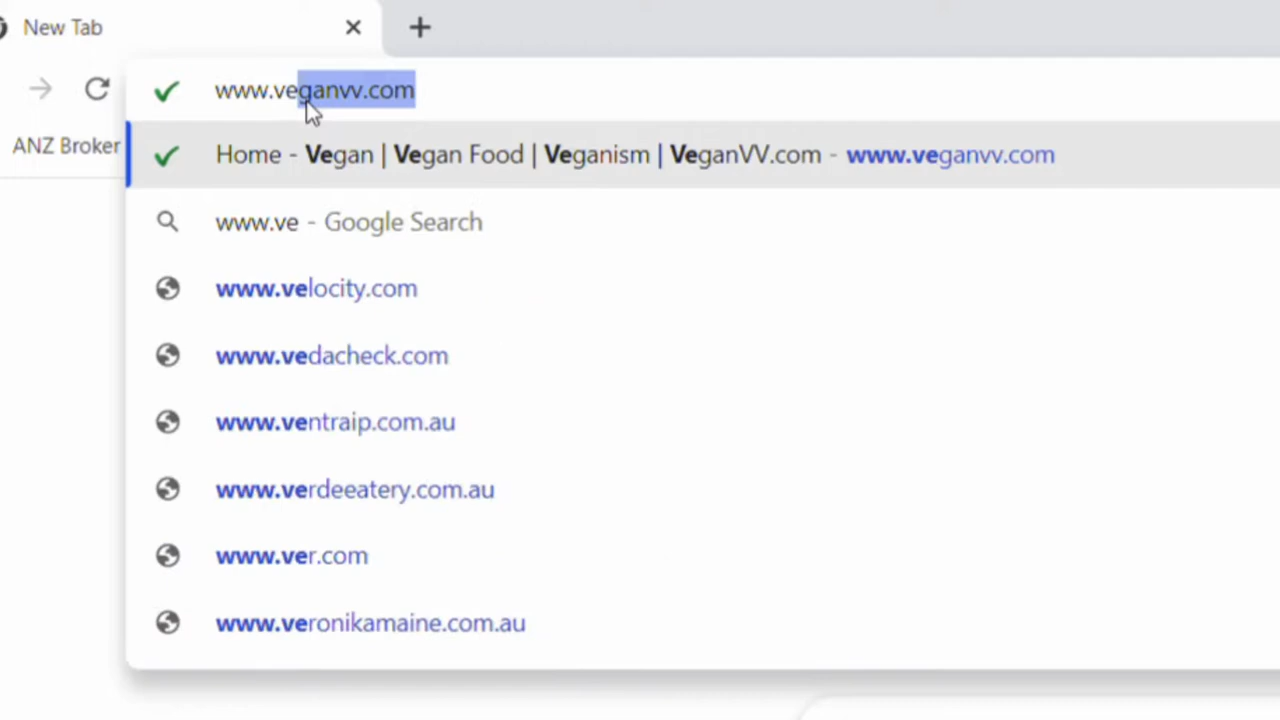 New Tab
www.veganvv.com
ANZ Broker
Home - Vegan | Vegan Food | Veganism | VeganVV.com - www.veganvv.com
www.ve - Google Search
www.velocity.com
www.vedacheck.com
www.ventraip.com.au
www.verdeeatery.com.au
www.ver.com
www.veronikamaine.com.au